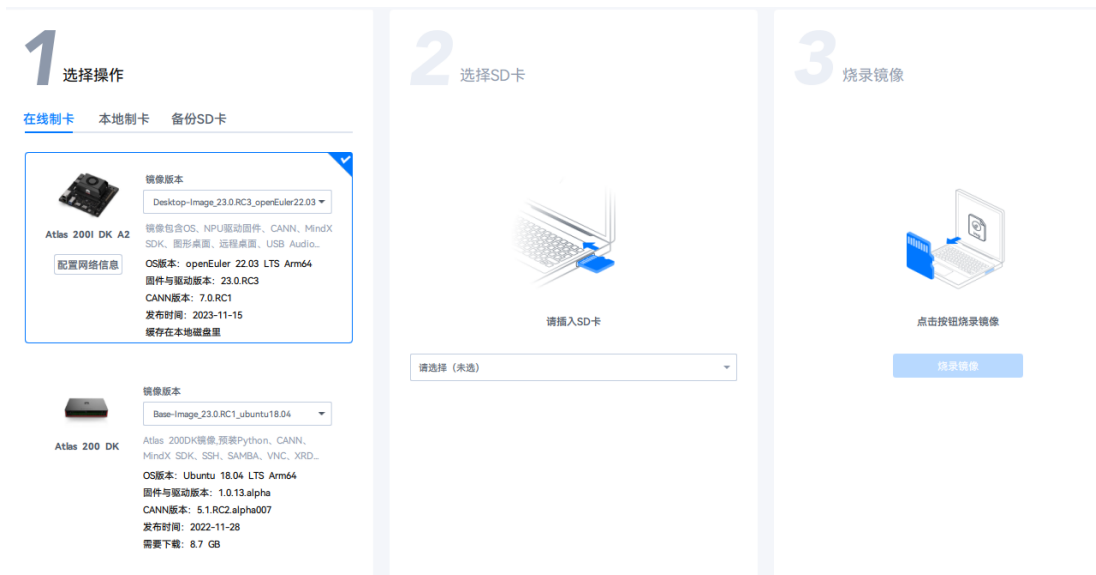 1 选择操作
在线制卡 本地制卡 备份SD卡
镜像版本
Desktop-Image_23.0.RC3_openEuler22.03
Atlas 200I DK A2
配置网络信息
镜像包含OS、NPU驱动固件、CANN、MindX
SDK、图形桌面、远程桌面、USB Audio...
OS版本: openEuler 22.03 LTS Arm64
固件与驱动版本: 23.0.RC3
CANN版本: 7.0.RC1
发布时间: 2023-11-15
缓存在本地磁盘里
镜像版本
Base-Image_23.0.RC1_ubuntu18.04
Atlas 200 DK
Atlas 200DK镜像,预装Python、CANN、
MindX SDK、SSH、SAMBA、VNC、XRD...
OS版本: Ubuntu 18.04 LTS Arm64
固件与驱动版本: 1.0.13.alpha
CANN版本: 5.1.RC2.alpha007
发布时间: 2022-11-28
需要下载: 8.7 GB
2 选择SD卡
请插入SD卡
请选择（未选）
3 烧录镜像
点击按钮烧录镜像
烧录镜像